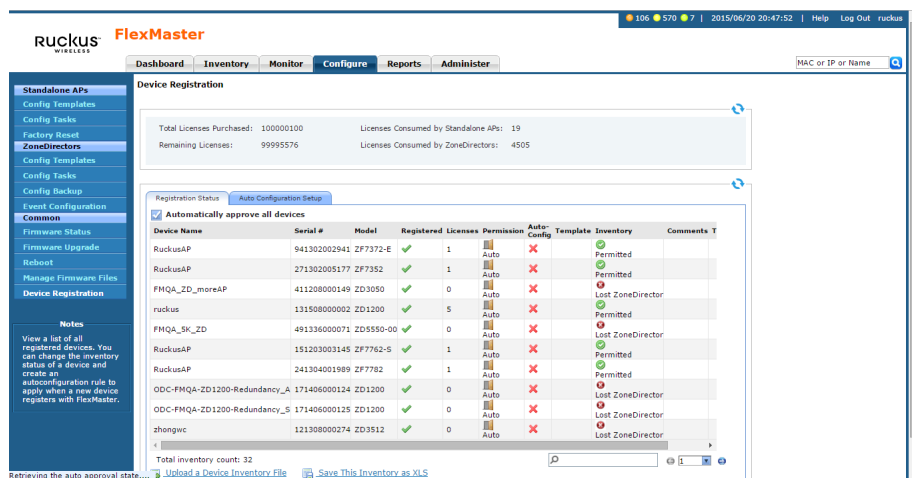 106 570 7 | 2015/06/20 20:47:52 | Help Log Out ruckus
RUCKUS WIRELESS FlexMaster
Dashboard Inventory Monitor Configure Reports Administer
MAC or IP or Name
Standalone APs
Config Templates
Config Tasks
Factory Reset
ZoneDirectors
Config Templates
Config Tasks
Config Backup
Event Configuration
Common
Firmware Status
Firmware Upgrade
Reboot
Manage Firmware Files
Device Registration
Notes
View a list of all
registered devices. You
can change the inventory
status of a device and
create an
autoconfiguration rule to
apply when a new device
registers with FlexMaster.
Device Registration
Total Licenses Purchased: 100000100 Licenses Consumed by Standalone APs: 19
Remaining Licenses: 99995576 Licenses Consumed by ZoneDirectors: 4505
Registration Status Auto Configuration Setup
Automatically approve all devices
Device Name Serial # Model Registered Licenses Permission Auto-Config Template Inventory Comments T
RuckusAP 941302002941 ZF7372-E 1 Auto Permitted
RuckusAP 271302005177 ZF7352 1 Auto Permitted
FMQA_ZD_moreAP 411208000149 ZD3050 0 Auto Lost ZoneDirector
ruckus 131508000002 ZD1200 5 Auto Permitted
FMQA_5K_ZD 491336000071 ZD5550-00 0 Auto Lost ZoneDirector
RuckusAP 151203003145 ZF7762-S 1 Auto Permitted
RuckusAP 241304001989 ZF7782 1 Auto Permitted
ODC-FMQA-ZD1200-Redundancy_A 171406000124 ZD1200 0 Auto Lost ZoneDirector
ODC-FMQA-ZD1200-Redundancy_S 171406000125 ZD1200 0 Auto Lost ZoneDirector
zhongwc 121308000274 ZD3512 0 Auto Lost ZoneDirector
Total inventory count: 32 1
Upload a Device Inventory File Save This Inventory as XLS
Retrieving the auto approval state....